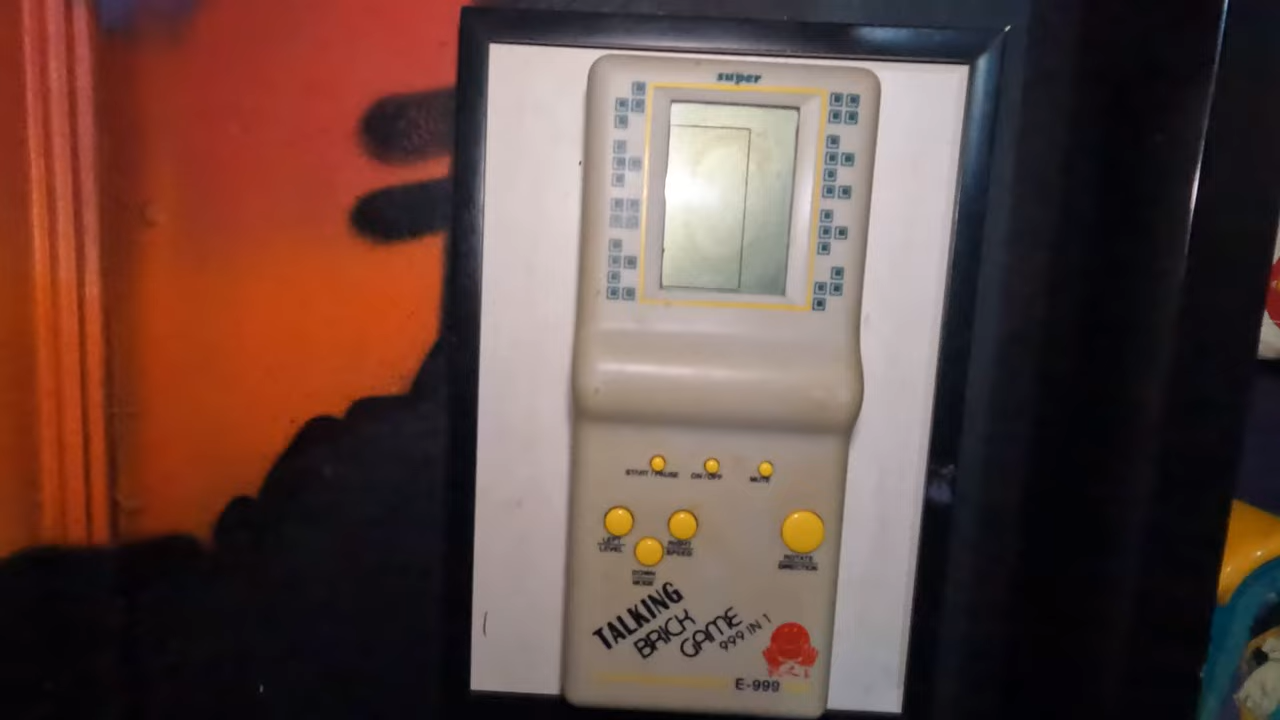 super
START/PAUSE ON/OFF MUTE
LEFT
LEVEL
RIGHT
SPEED
DOWN
MODE
ROTATE
DIRECTION
TALKING
BRICK
GAME
999 IN 1
E-999